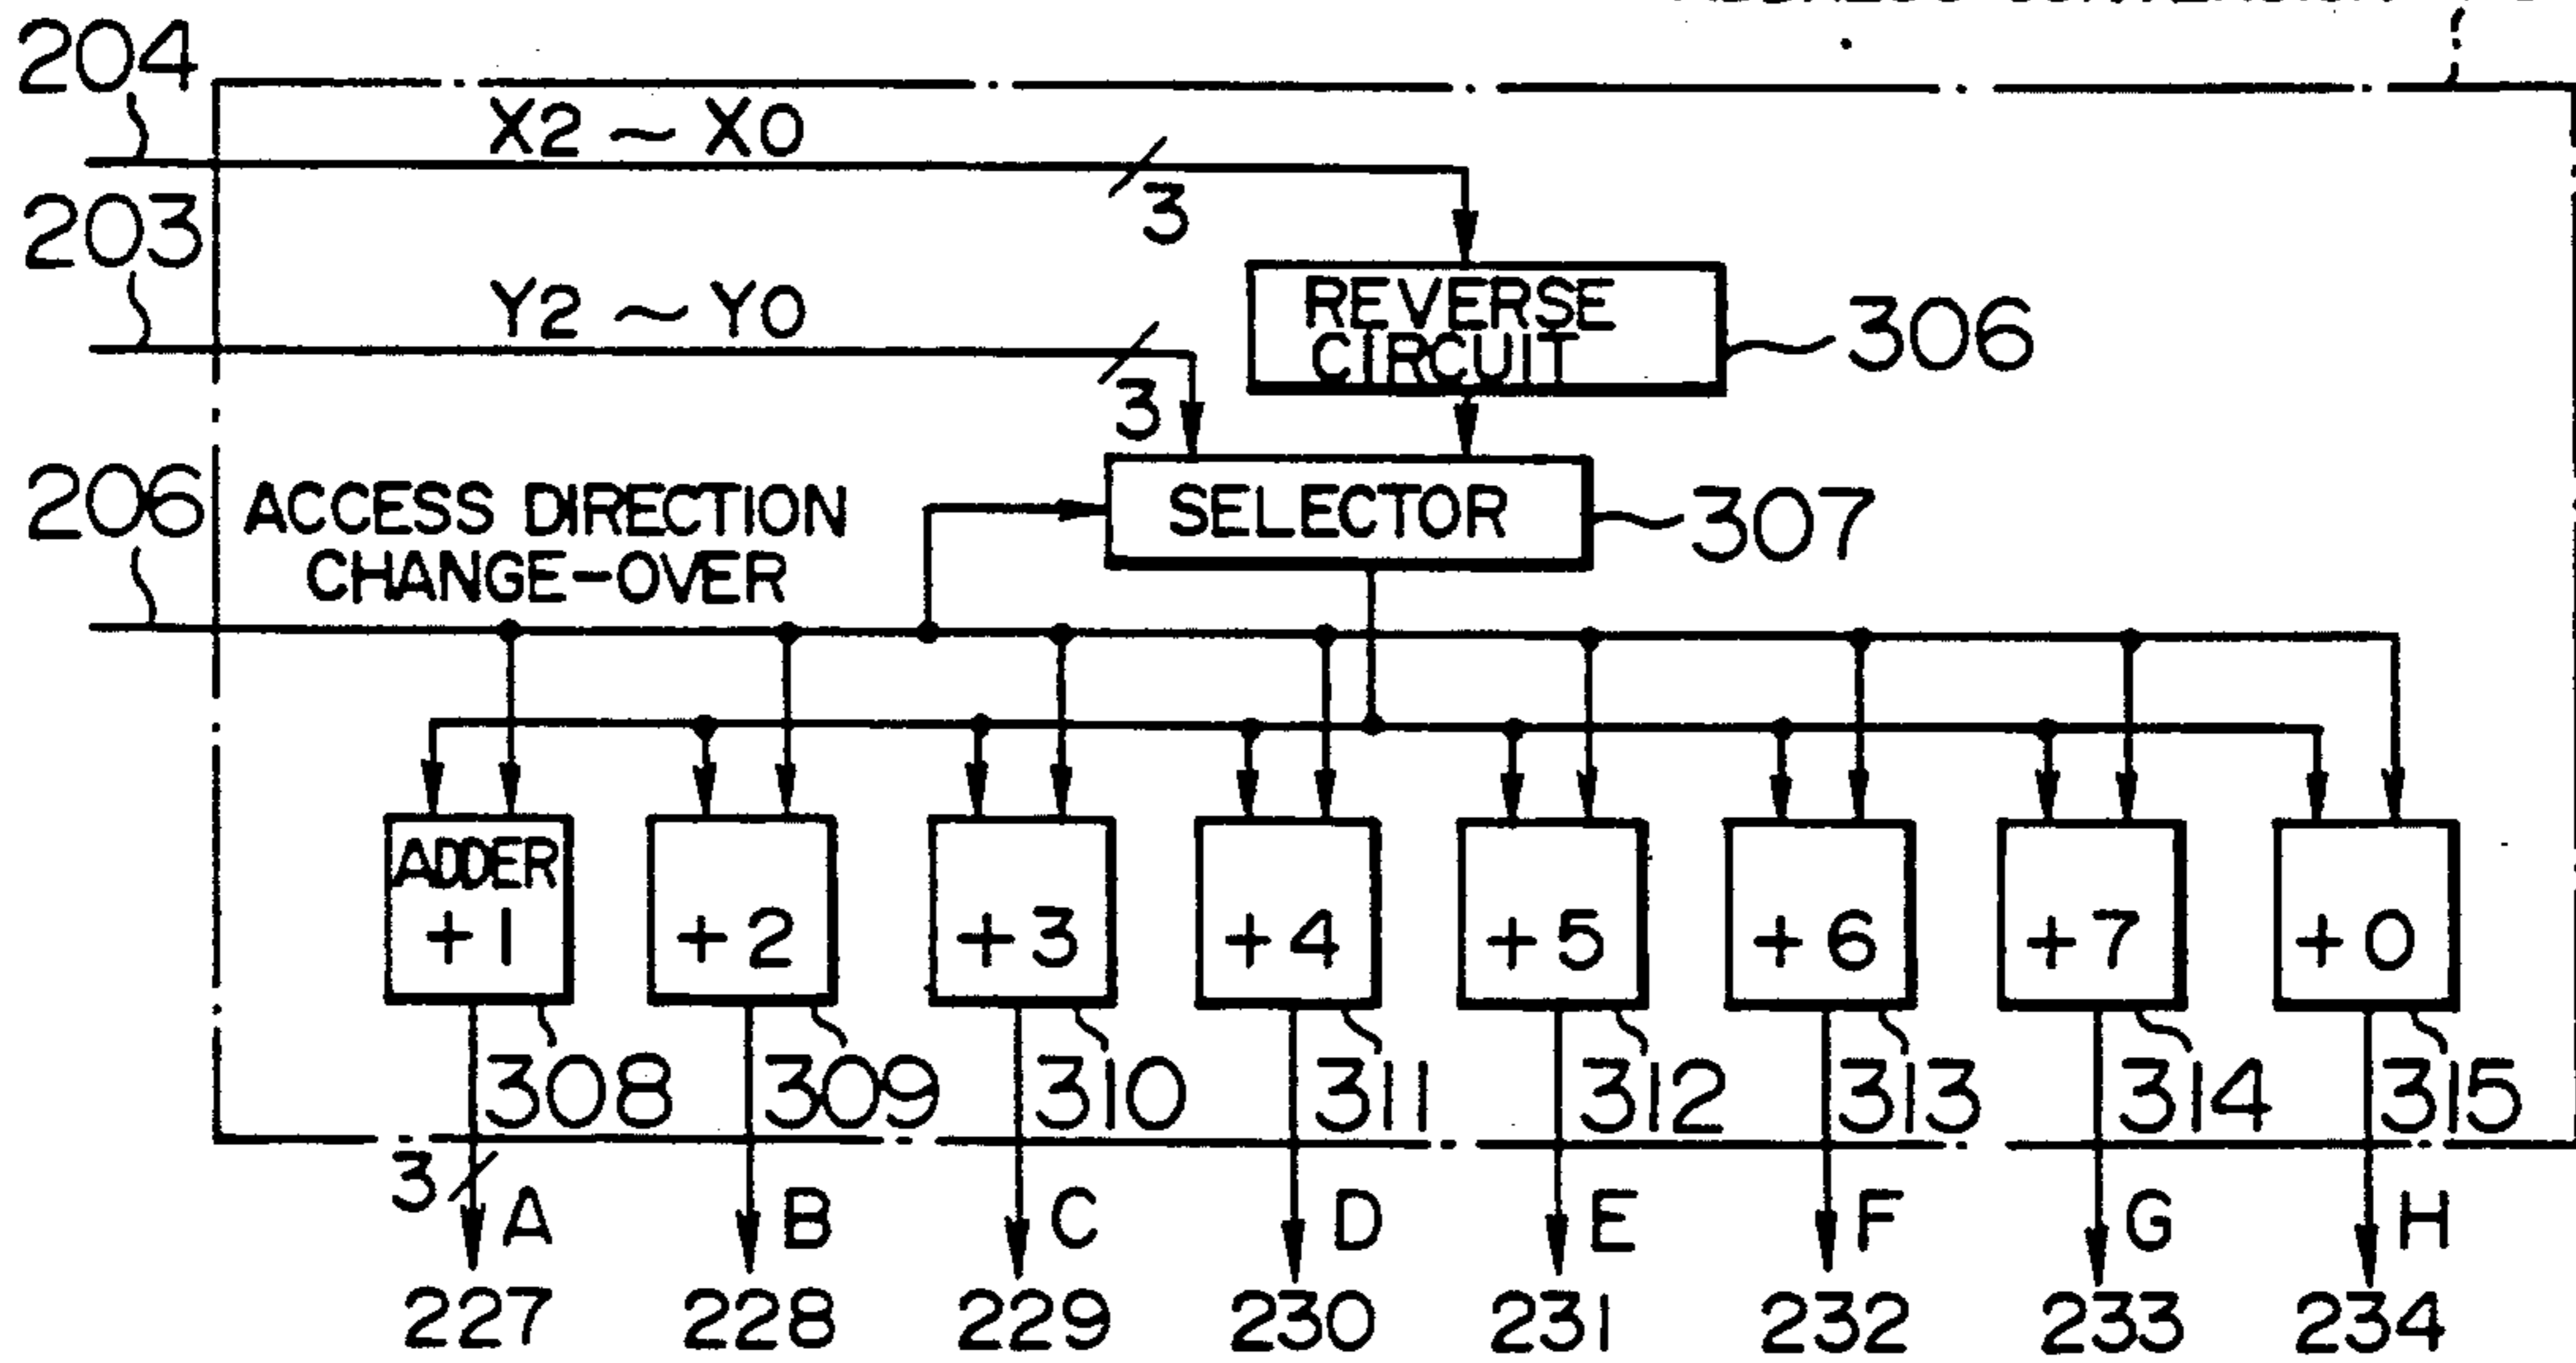 204
X2 ~ X0
3
203
Y2 ~ Y0
3
REVERSE
CIRCUIT
306
206
ACCESS DIRECTION
CHANGE-OVER
SELECTOR
307
ADDER
+1
+2
+3
+4
+5
+6
+7
+0
308
309
310
311
312
313
314
315
3
A
B
C
D
E
F
G
H
227
228
229
230
231
232
233
234